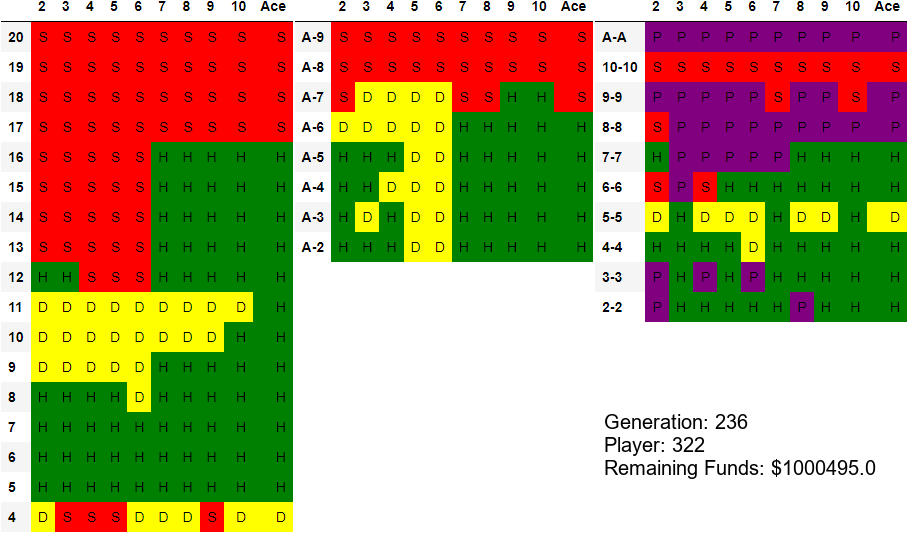 2 3 4 5 6 7 8 9 10 Ace
20 S S S S S S S S S S
19 S S S S S S S S S S
18 S S S S S S S S S S
17 S S S S S S S S S S
16 S S S S S H H H H H
15 S S S S S H H H H H
14 S S S S S H H H H H
13 S S S S S H H H H H
12 H H S S S H H H H H
11 D D D D D D D D D H
10 D D D D D D D D H H
9 D D D D D H H H H H
8 H H H H D H H H H H
7 H H H H H H H H H H
6 H H H H H H H H H H
5 H H H H H H H H H H
4 D S S S D D D S D D
2 3 4 5 6 7 8 9 10 Ace
A-9 S S S S S S S S S S
A-8 S S S S S S S S S S
A-7 S D D D D S S H H S
A-6 D D D D D H H H H H
A-5 H H H D D H H H H H
A-4 H H D D D H H H H H
A-3 H D H D D H H H H H
A-2 H H H D D H H H H H
2 3 4 5 6 7 8 9 10 Ace
A-A P P P P P P P P P P
10-10 S S S S S S S S S S
9-9 P P P P P S P P S P
8-8 S P P P P P P P P P
7-7 H P P P P P H H H H
6-6 S P S H H H H H H H
5-5 D H D D D H D D H D
4-4 H H H H D H H H H H
3-3 P H P H P H H H H H
2-2 P H H H H H P H H H
Generation: 236
Player: 322
Remaining Funds: $1000495.0